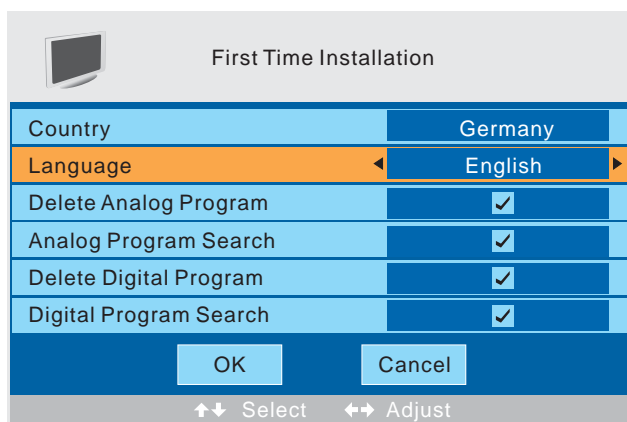 First Time Installation
Country Germany
Language English
Delete Analog Program
Analog Program Search
Delete Digital Program
Digital Program Search
OK Cancel
Select Adjust